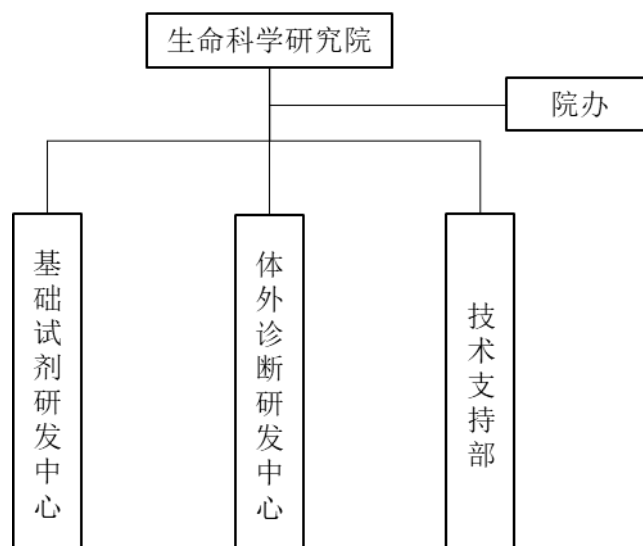 生命科学研究院
院办
基础试剂研发中心
体外诊断研发中心
技术支持部